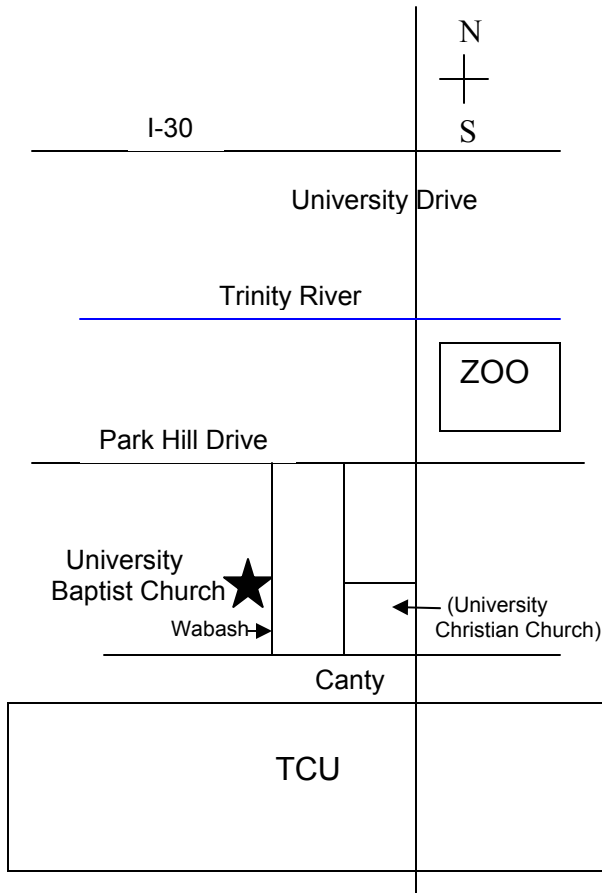 N
S
I-30
University Drive
Trinity River
ZOO
Park Hill Drive
University
Baptist Church
Wabash
(University
Christian Church)
Canty
TCU